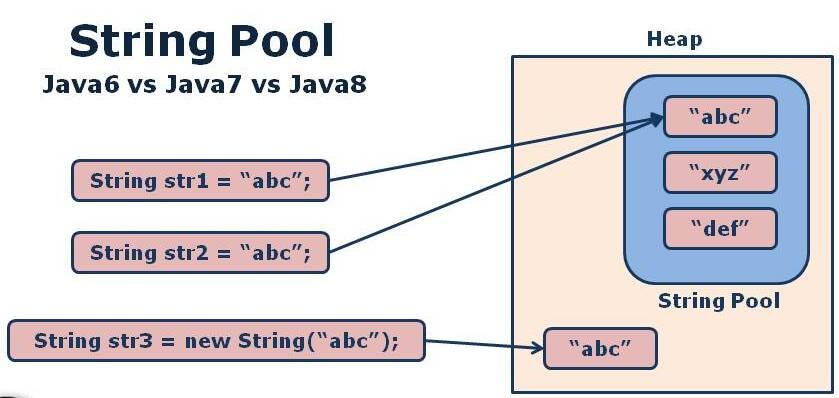 String Pool
Java6 vs Java7 vs Java8
Heap
“abc”
“xyz”
“def”
String Pool
String str1 = “abc”;
String str2 = “abc”;
String str3 = new String(“abc”);
“abc”